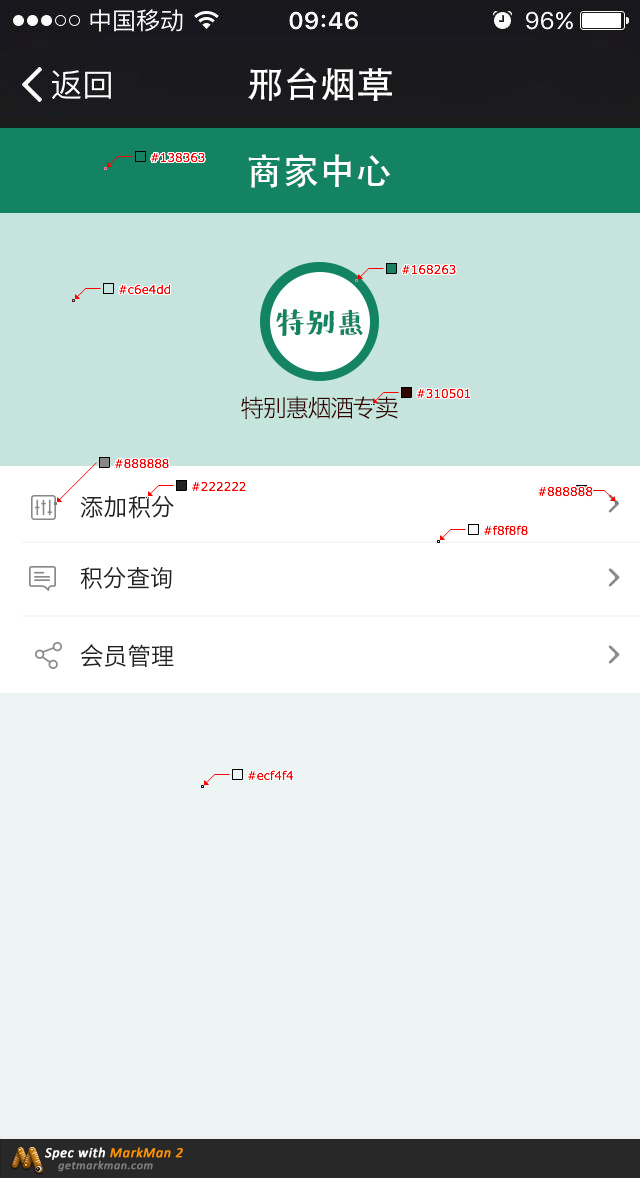 中国移动 09:46 96%
返回 邢台烟草
#138363
商家中心
#168263
#c6e4dd
特别惠
#310501
特别惠烟酒专卖
#888888
#222222
#888888
添加积分
#f8f8f8
积分查询
会员管理
#ecf4f4
Spec with MarkMan 2
getmarkman.com